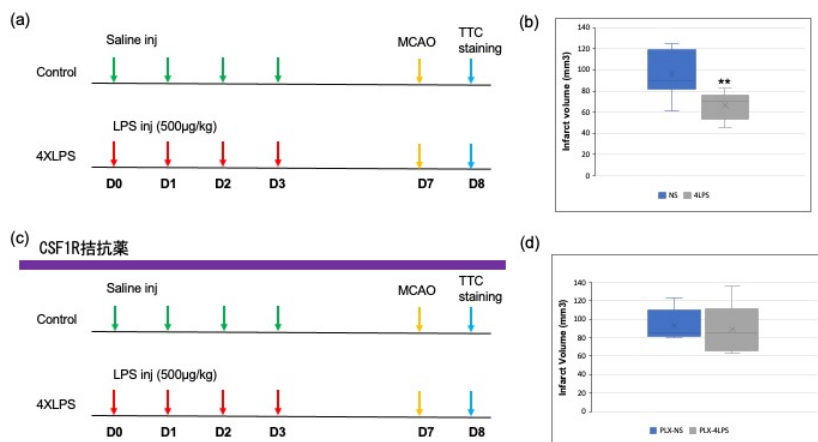 (a)
Saline inj
MCAO
TTC
staining
Control
LPS inj (500μg/kg)
4XLPS
D0 D1 D2 D3 D7 D8
(b)
Infarct volume (mm3)
140
120
100
80
60
40
20
0
**
NS 4LPS
(c)
CSF1R拮抗薬
Saline inj
MCAO
TTC
staining
Control
LPS inj (500μg/kg)
4XLPS
D0 D1 D2 D3 D7 D8
(d)
Infarct Volume (mm3)
140
120
100
80
60
40
20
0
PLX-NS PLX-4LPS